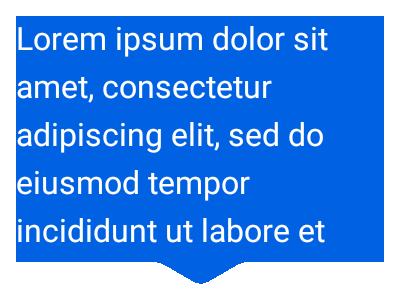 Lorem ipsum dolor sit
amet, consectetur
adipiscing elit, sed do
eiusmod tempor
incididunt ut labore et